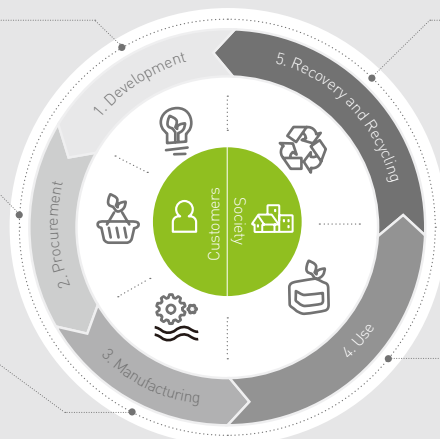 1. Development
2. Procurement
3. Manufacturing
4. Use
5. Recovery and Recycling
Customers
Society